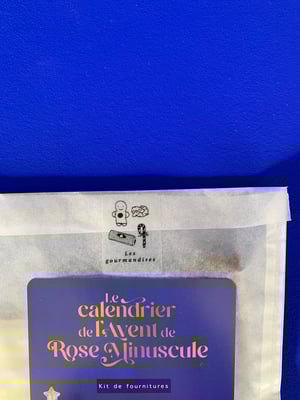 Les
gourmandises
Le
calendrier
de l'Avent de
Rose Minuscule
Kit de fournitures